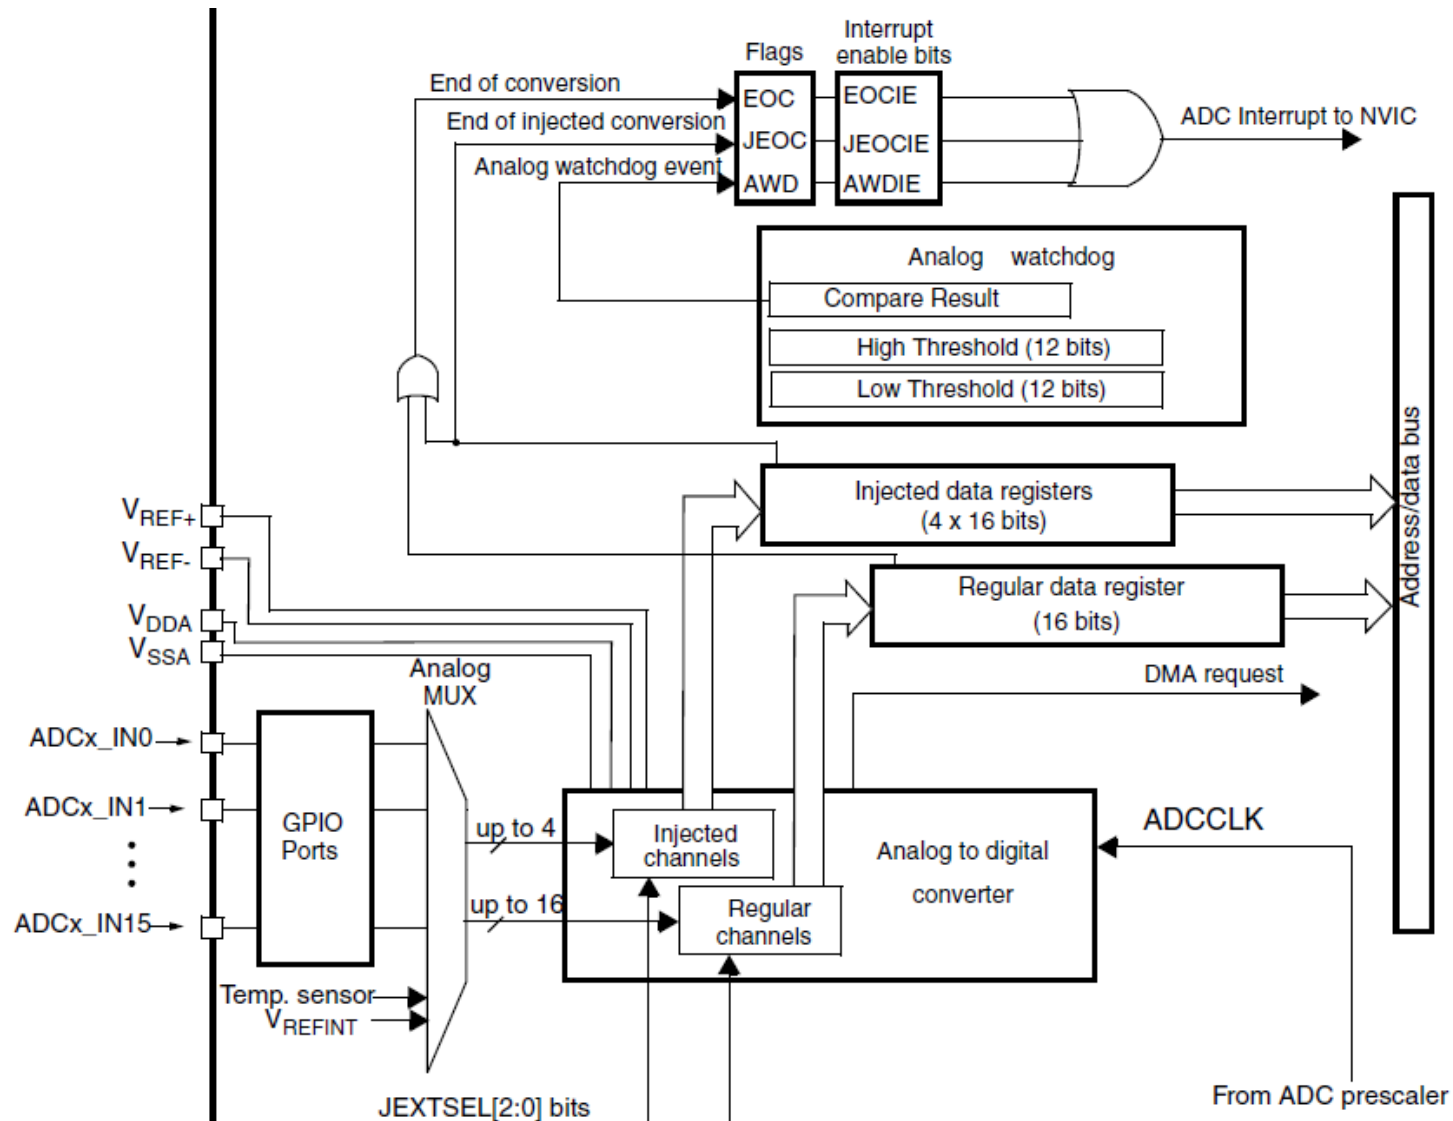 Interrupt
Flags enable bits
End of conversion
EOC EOCIE
ADC Interrupt to NVIC
End of injected conversion
JEOC JEOCIE
Analog watchdog event
AWD AWDIE
Analog watchdog
Compare Result
High Threshold (12 bits)
Low Threshold (12 bits)
Address/data bus
Injected data registers
(4 x 16 bits)
VREF+
VREF-
Regular data register
(16 bits)
VDDA
VSSA
Analog
MUX
DMA request
ADCx_IN0
ADCx_IN1
GPIO
Ports
up to 4
Injected
channels
Analog to digital
converter
ADCCLK
ADCx_IN15
up to 16
Regular
channels
Temp. sensor
VREFINT
JEXTSEL[2:0] bits
From ADC prescaler